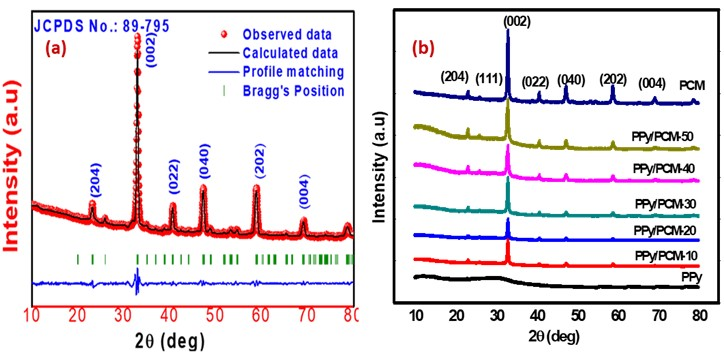 JCPDS No.: 89-795
(a)
(002)
Observed data
Calculated data
Profile matching
Bragg's Position
(204)
(022)
(040)
(202)
(004)
Intensity (a.u)
10 20 30 40 50 60 70 80
2θ (deg)
(b)
(002)
(204) (111) (022) (040) (202) (004)
PCM
PPy/PCM-50
PPy/PCM-40
PPy/PCM-30
PPy/PCM-20
PPy/PCM-10
PPy
Intensity (a.u)
10 20 30 40 50 60 70 80
2θ (deg)